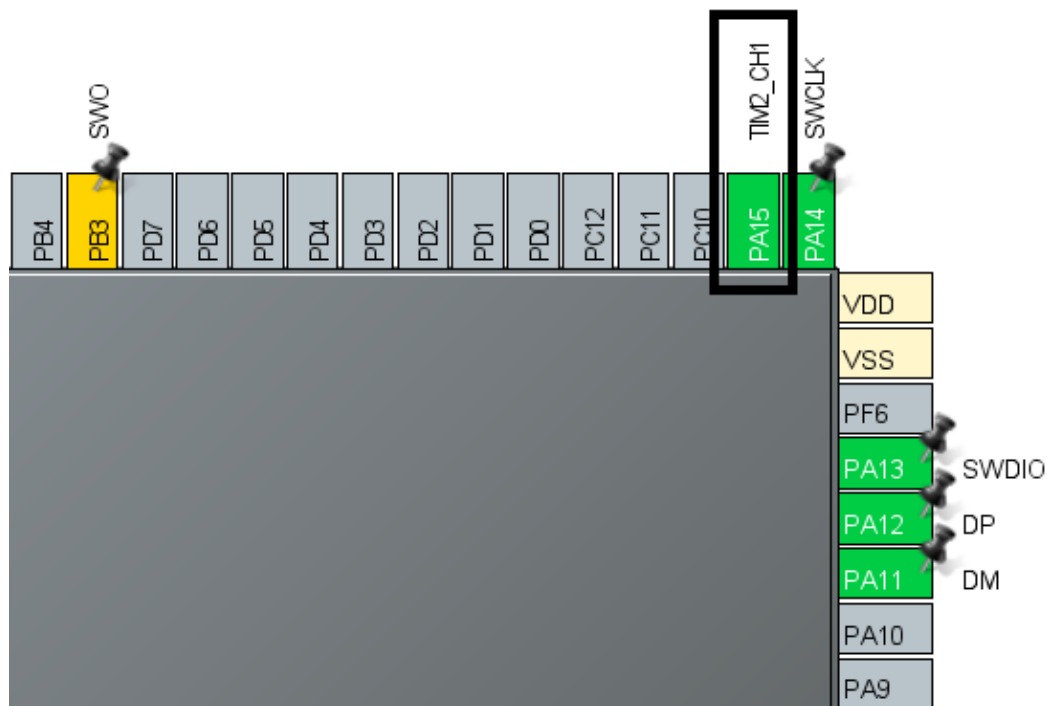 SWO
TIM2_CH1
SWCLK
PB4
PB3
PD7
PD6
PD5
PD4
PD3
PD2
PD1
PD0
PC12
PC11
PC10
PA15
PA14
VDD
VSS
PF6
PA13
SWDIO
PA12
DP
PA11
DM
PA10
PA9